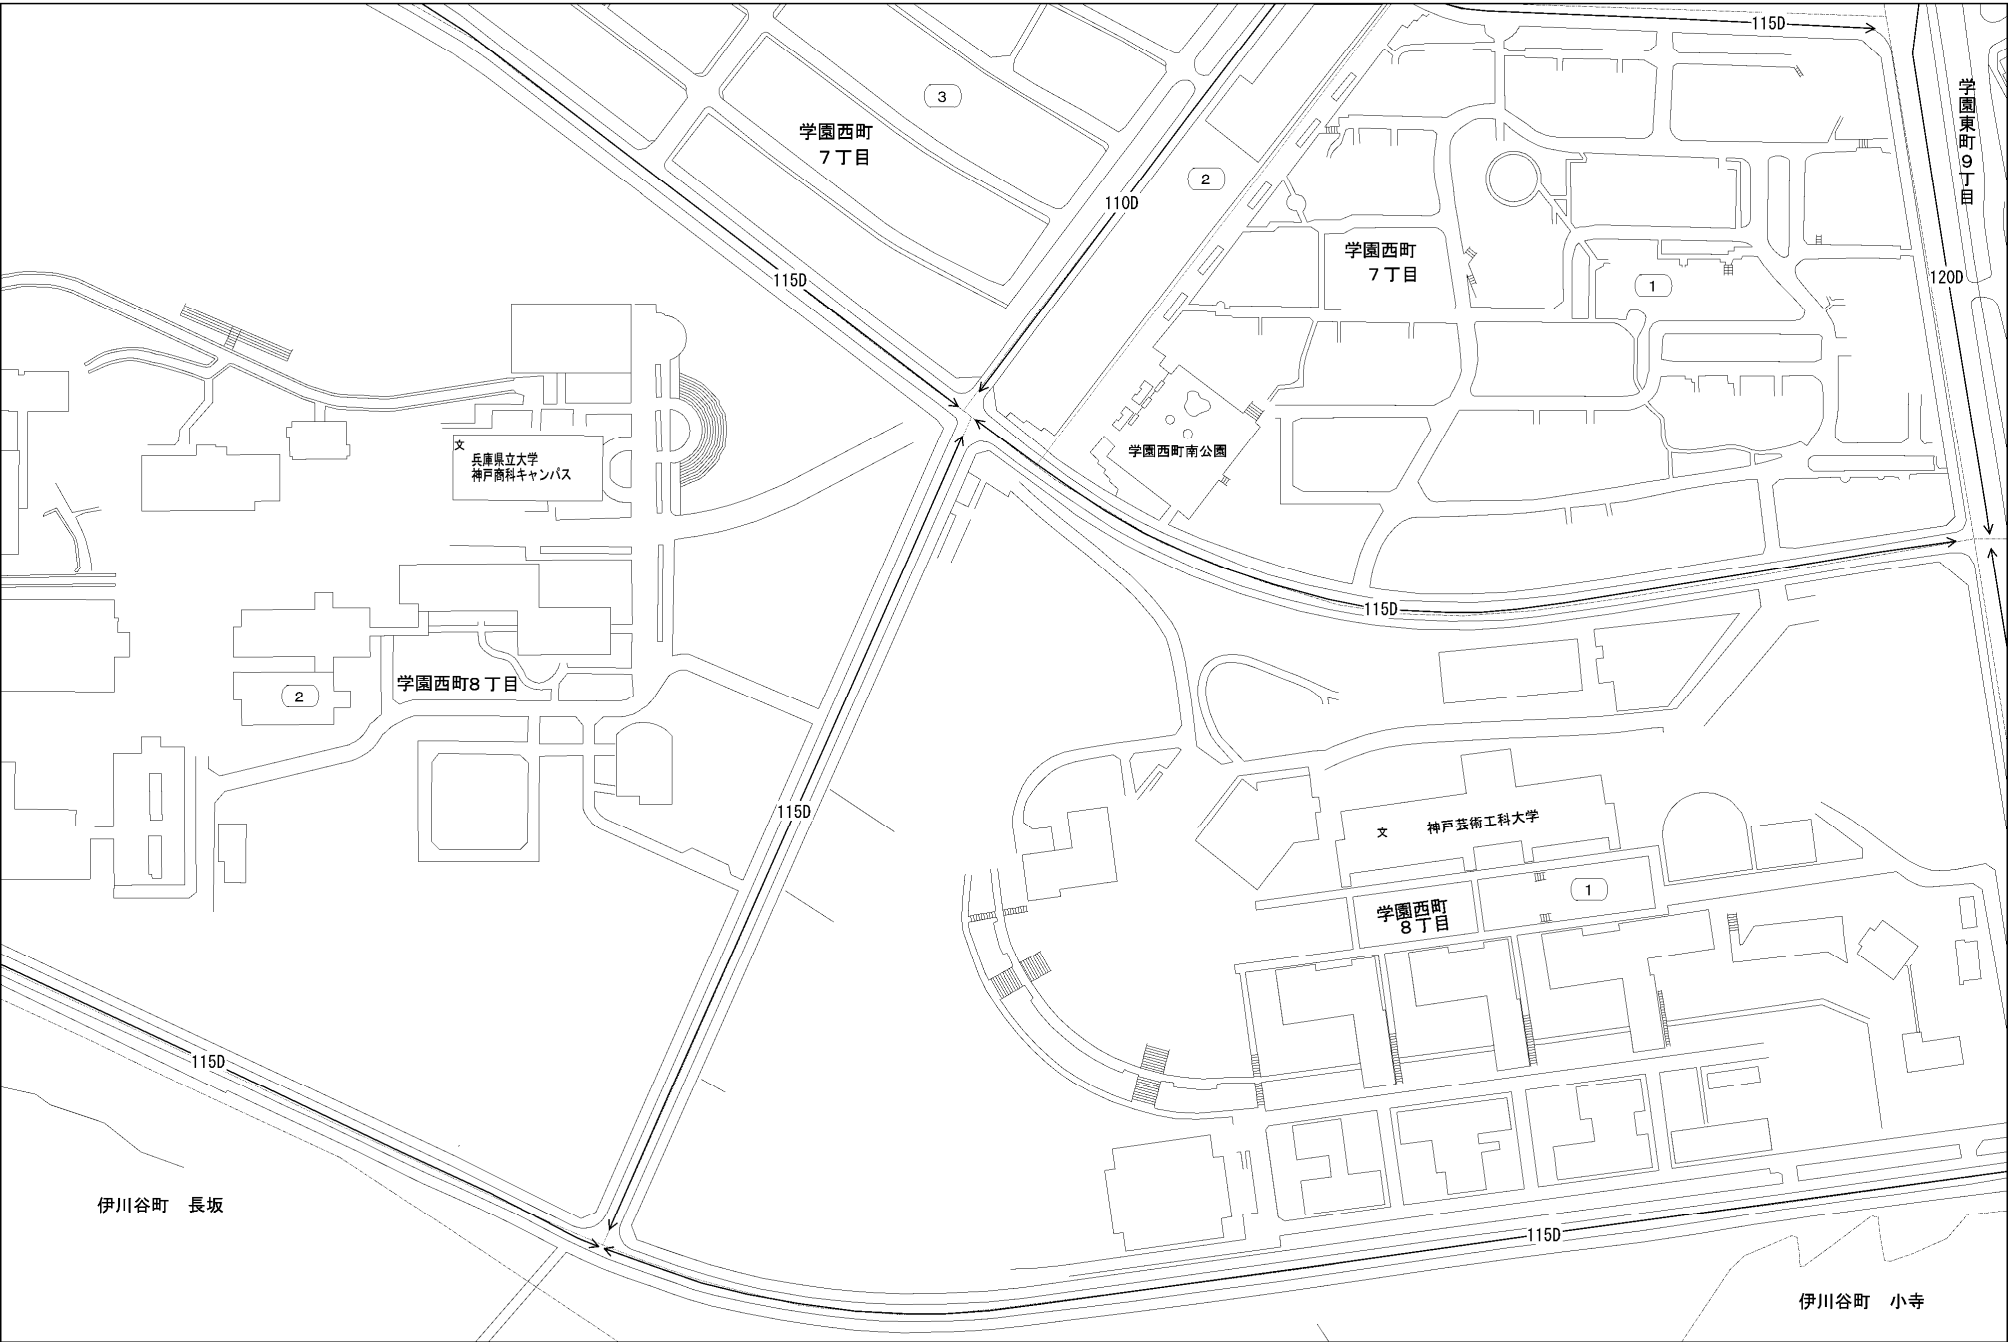 115D
学園東町9丁目
3
学園西町
7丁目
2
110D
学園西町
7丁目
115D
120D
1
文
兵庫県立大学
神戸商科キャンパス
学園西町南公園
115D
学園西町8丁目
2
115D
文 神戸芸術工科大学
1
学園西町
8丁目
115D
伊川谷町 長坂
115D
伊川谷町 小寺